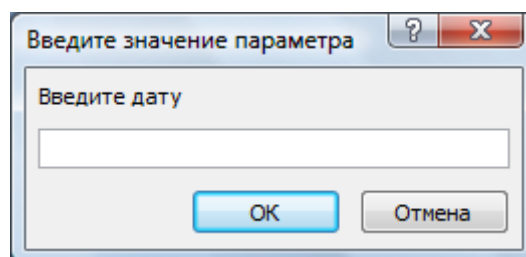 Введите значение параметра
Введите дату
ОК
Отмена